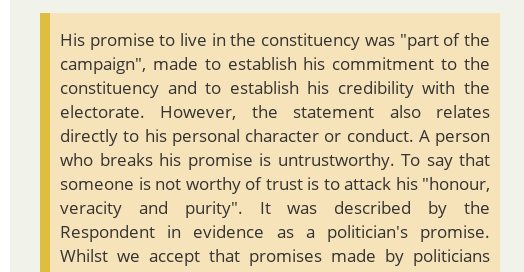 His promise to live in the constituency was "part of the
campaign", made to establish his commitment to the
constituency and to establish his credibility with the
electorate. However, the statement also relates
directly to his personal character or conduct. A person
who breaks his promise is untrustworthy. To say that
someone is not worthy of trust is to attack his "honour,
veracity and purity". It was described by the
Respondent in evidence as a politician's promise.
Whilst we accept that promises made by politicians